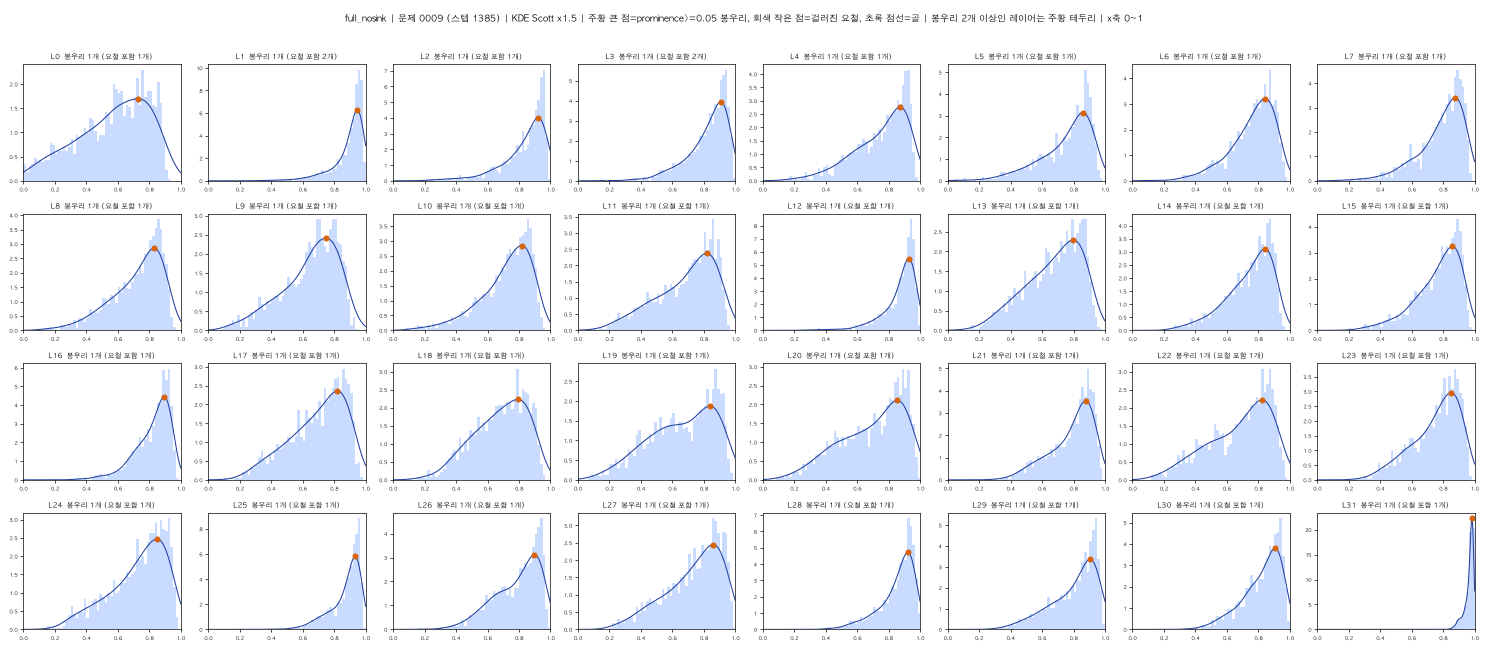 full_nosink | 문제 0009 (스텝 1385) | KDE Scott x1.5 | 주황 큰 점=prominence>=0.05 봉우리, 회색 작은 점=걸러진 요철, 초록 점선=골 | 봉우리 2개 이상인 레이어는 주황 테두리 | x축 0~1
L0 봉우리 1개 (요철 포함 1개)
L1 봉우리 1개 (요철 포함 2개)
L2 봉우리 1개 (요철 포함 1개)
L3 봉우리 1개 (요철 포함 2개)
L4 봉우리 1개 (요철 포함 1개)
L5 봉우리 1개 (요철 포함 1개)
L6 봉우리 1개 (요철 포함 1개)
L7 봉우리 1개 (요철 포함 1개)
L8 봉우리 1개 (요철 포함 1개)
L9 봉우리 1개 (요철 포함 1개)
L10 봉우리 1개 (요철 포함 1개)
L11 봉우리 1개 (요철 포함 1개)
L12 봉우리 1개 (요철 포함 1개)
L13 봉우리 1개 (요철 포함 1개)
L14 봉우리 1개 (요철 포함 1개)
L15 봉우리 1개 (요철 포함 1개)
L16 봉우리 1개 (요철 포함 1개)
L17 봉우리 1개 (요철 포함 1개)
L18 봉우리 1개 (요철 포함 1개)
L19 봉우리 1개 (요철 포함 1개)
L20 봉우리 1개 (요철 포함 1개)
L21 봉우리 1개 (요철 포함 1개)
L22 봉우리 1개 (요철 포함 1개)
L23 봉우리 1개 (요철 포함 1개)
L24 봉우리 1개 (요철 포함 1개)
L25 봉우리 1개 (요철 포함 1개)
L26 봉우리 1개 (요철 포함 1개)
L27 봉우리 1개 (요철 포함 1개)
L28 봉우리 1개 (요철 포함 1개)
L29 봉우리 1개 (요철 포함 1개)
L30 봉우리 1개 (요철 포함 1개)
L31 봉우리 1개 (요철 포함 1개)